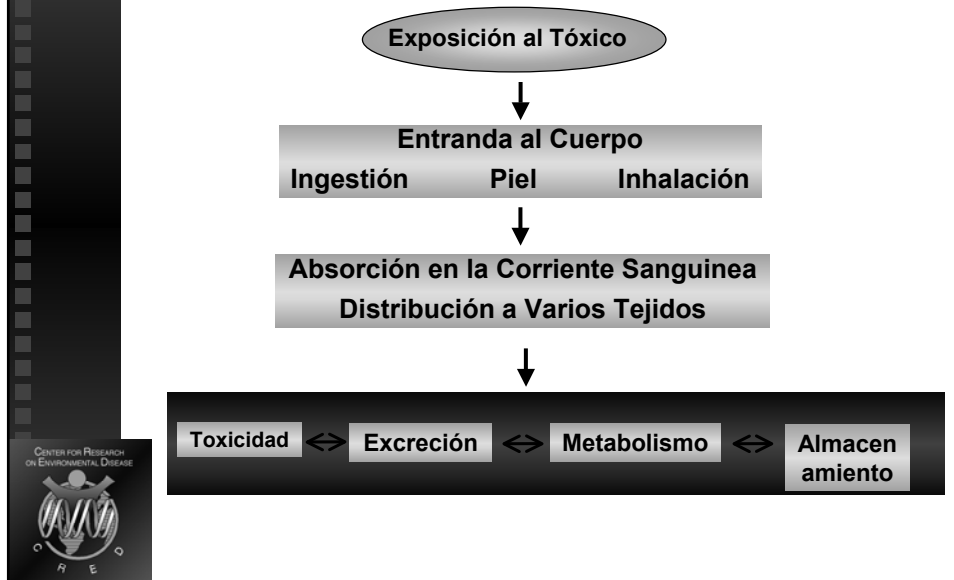 Exposición al Tóxico
Entranda al Cuerpo
Ingestión Piel Inhalación
Absorción en la Corriente Sanguinea
Distribución a Varios Tejidos
Toxicidad Excreción Metabolismo Almacen
amiento
CENTER FOR RESEARCH
ON ENVIRONMENTAL DISEASE
C R E D